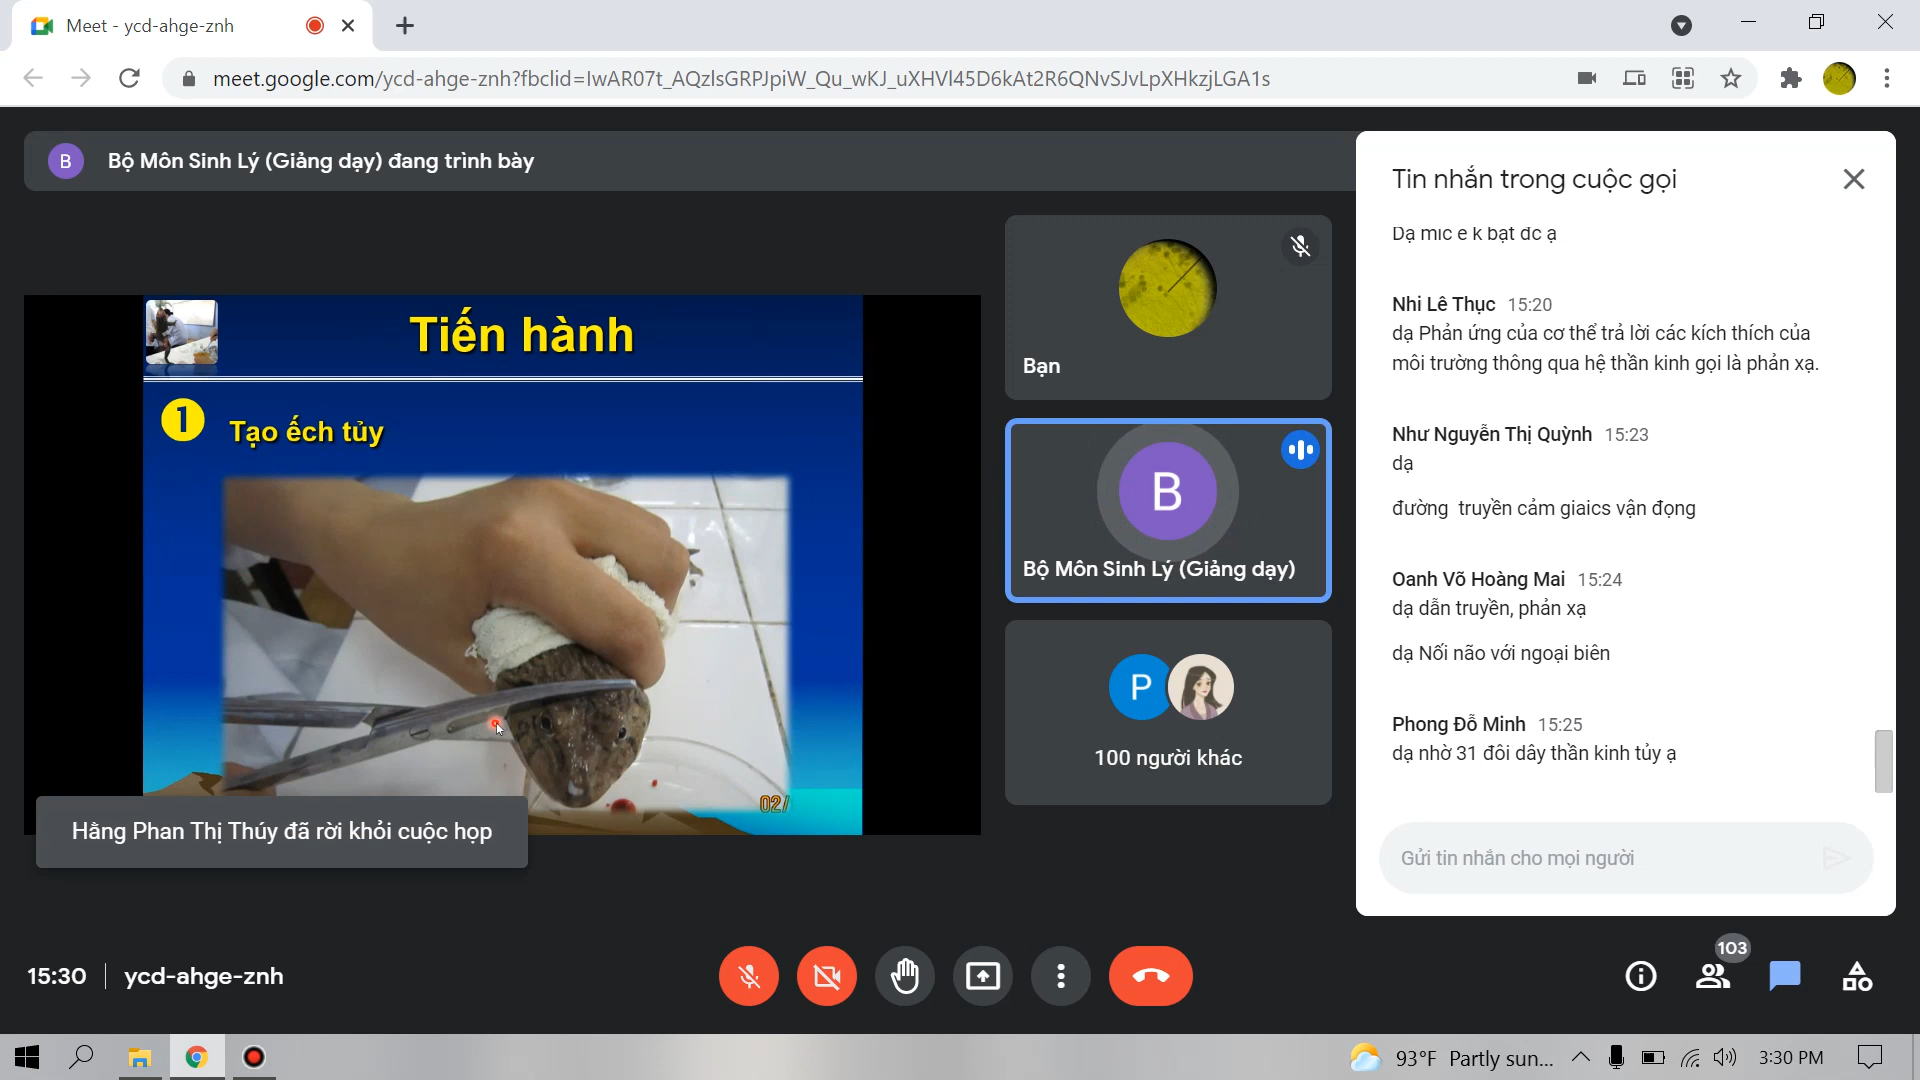 Meet - ycd-ahge-znh
meet.google.com/ycd-ahge-znh?fbclid=IwAR07t_AQzlsGRPJpiW_Qu_wKJ_uXHVl45D6kAt2R6QNvSJvLpXHkzjLGA1s
B
Bộ Môn Sinh Lý (Giảng dạy) đang trình bày
Tiến hành
1
Tạo ếch tủy
02/
Hằng Phan Thị Thúy đã rời khỏi cuộc họp
Bạn
B
Bộ Môn Sinh Lý (Giảng dạy)
P
100 người khác
Tin nhắn trong cuộc gọi
Dạ mic e k bạt đc ạ
Nhi Lê Thục 15:20
dạ Phản ứng của cơ thể trả lời các kích thích của
môi trường thông qua hệ thần kinh gọi là phản xạ.
Như Nguyễn Thị Quỳnh 15:23
dạ
đường truyền cảm giaics vận đọng
Oanh Võ Hoàng Mai 15:24
dạ dẫn truyền, phản xạ
dạ Nối não với ngoại biên
Phong Đỗ Minh 15:25
dạ nhờ 31 đôi dây thần kinh tủy ạ
Gửi tin nhắn cho mọi người
15:30
ycd-ahge-znh
103
93°F Partly sun...
3:30 PM